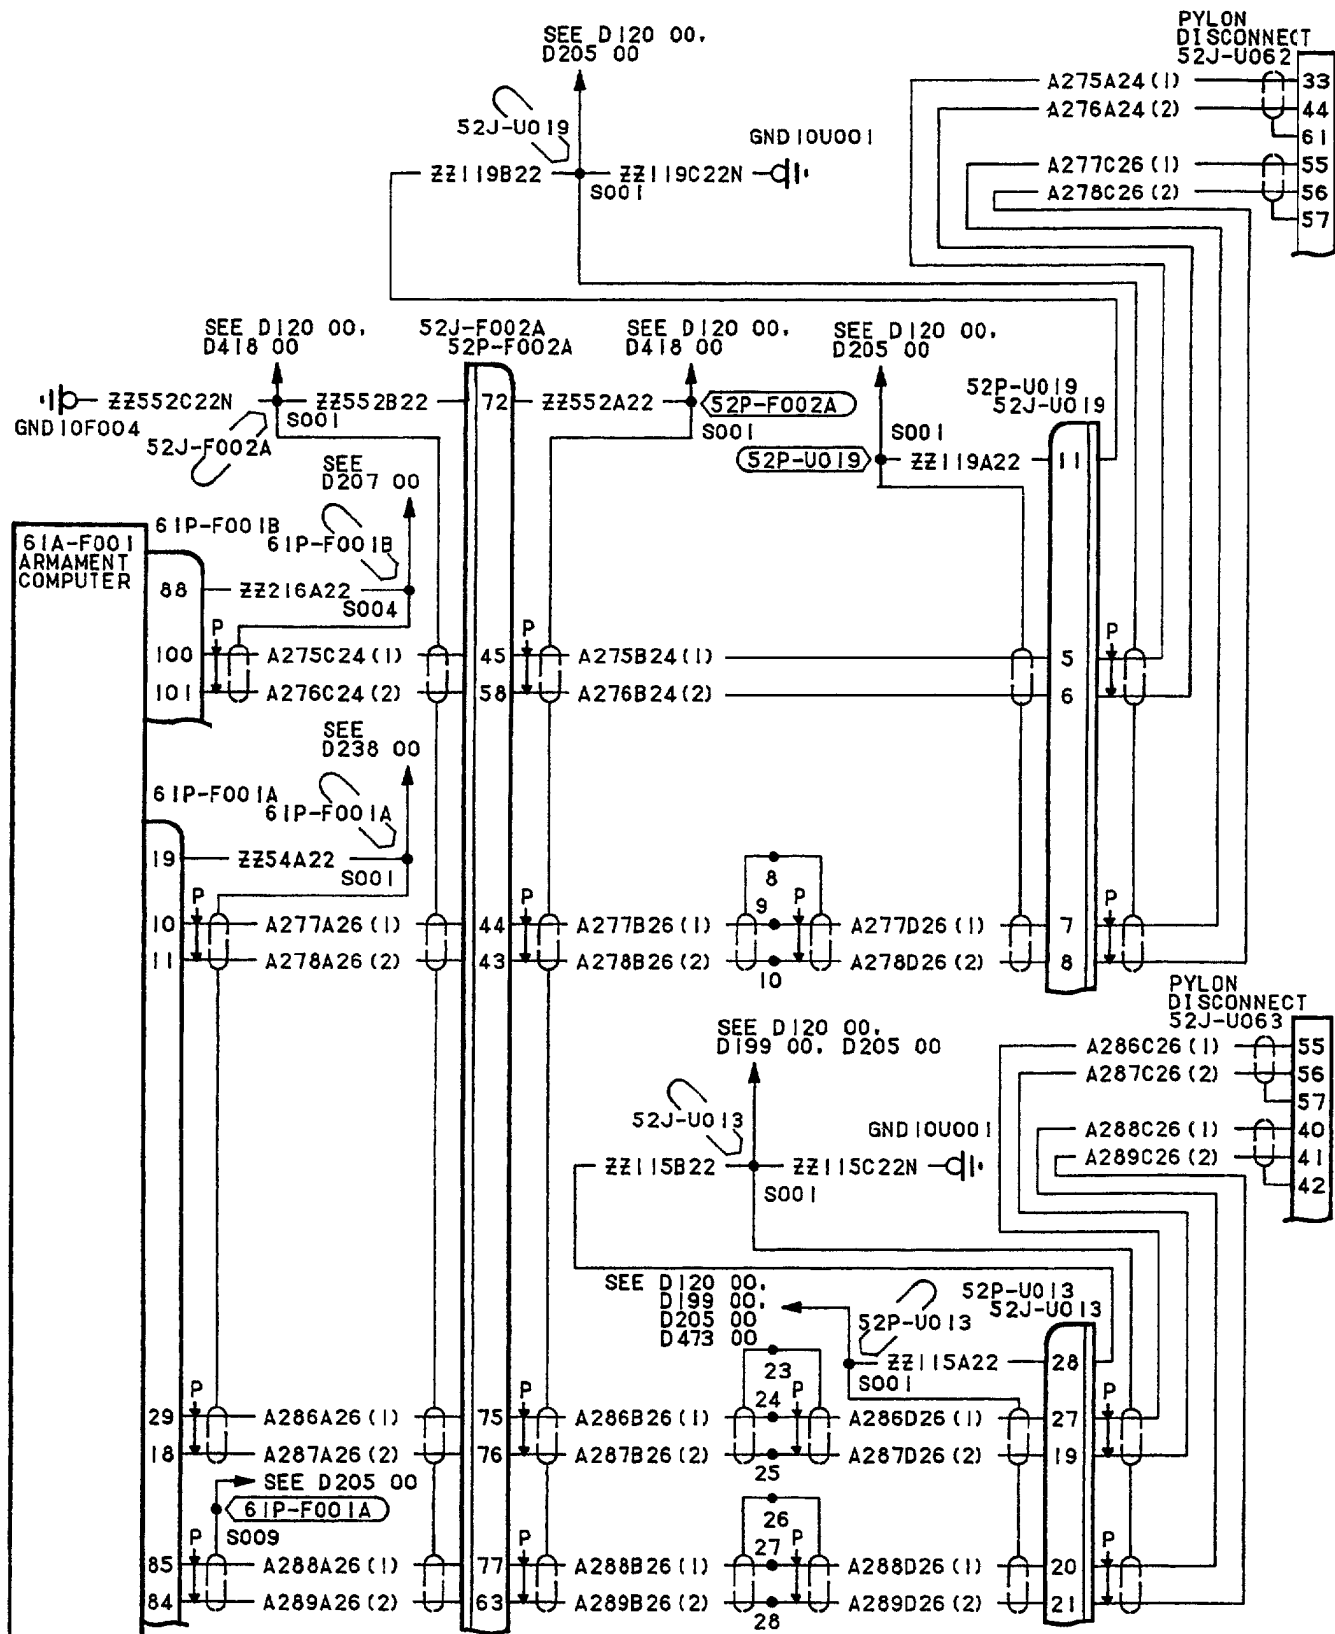 PYLON
DISCONNECT
52J-U062
SEE D120 00,
D205 00
A275A24(1)
33
A276A24(2)
44
61
52J-U019
GND10U001
A277C26(1)
55
ZZ119B22
ZZ119C22N
S001
A278C26(2)
56
57
SEE D120 00,
D418 00
52J-F002A
52P-F002A
SEE D120 00,
D418 00
SEE D120 00,
D205 00
52P-U019
52J-U019
ZZ552C22N
ZZ552B22
72
ZZ552A22
52P-F002A
GND10F004
S001
S001
S001
52J-F002A
52P-U019
ZZ119A22
11
SEE
D207 00
61P-F001B
61P-F001B
61A-F001
ARMAMENT
COMPUTER
88
ZZ216A22
S004
P
P
P
100
A275C24(1)
45
A275B24(1)
5
101
A276C24(2)
58
A276B24(2)
6
SEE
D238 00
61P-F001A
61P-F001A
19
ZZ54A22
S001
8
P
P
9
P
P
10
A277A26(1)
44
A277B26(1)
A277D26(1)
7
11
A278A26(2)
43
A278B26(2)
A278D26(2)
8
10
PYLON
DISCONNECT
52J-U063
SEE D120 00,
D199 00, D205 00
A286C26(1)
55
A287C26(2)
56
57
52J-U013
GND10U001
A288C26(1)
40
ZZ115B22
ZZ115C22N
S001
A289C26(2)
41
42
SEE D120 00,
D199 00,
D205 00
D473 00
52P-U013
52J-U013
52P-U013
ZZ115A22
28
S001
23
P
P
24
P
P
29
A286A26(1)
75
A286B26(1)
A286D26(1)
27
18
A287A26(2)
76
A287B26(2)
A287D26(2)
19
25
SEE D205 00
61P-F001A
S009
26
P
P
27
P
P
85
A288A26(1)
77
A288B26(1)
A288D26(1)
20
84
A289A26(2)
63
A289B26(2)
A289D26(2)
21
28